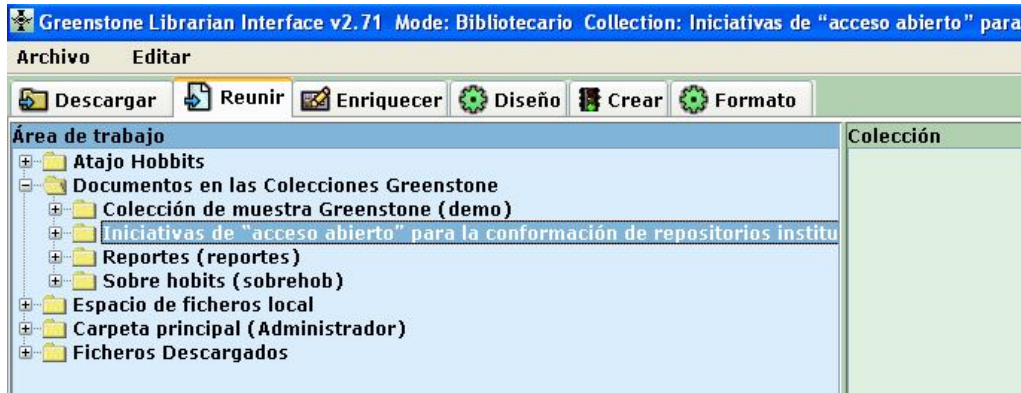 Greenstone Librarian Interface v2.71 Mode: Bibliotecario Collection: Iniciativas de “acceso abierto” para
Archivo Editar
Descargar Reunir Enriquecer Diseño Crear Formato
Área de trabajo Colección
Atajo Hobbits
Documentos en las Colecciones Greenstone
Colección de muestra Greenstone (demo)
Iniciativas de “acceso abierto” para la conformación de repositorios institu
Reportes (reportes)
Sobre hobits (sobrehob)
Espacio de ficheros local
Carpeta principal (Administrador)
Ficheros Descargados